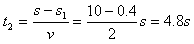 t₂ = (s − s₁)/v = (10 − 0.4)/2 s = 4.8s